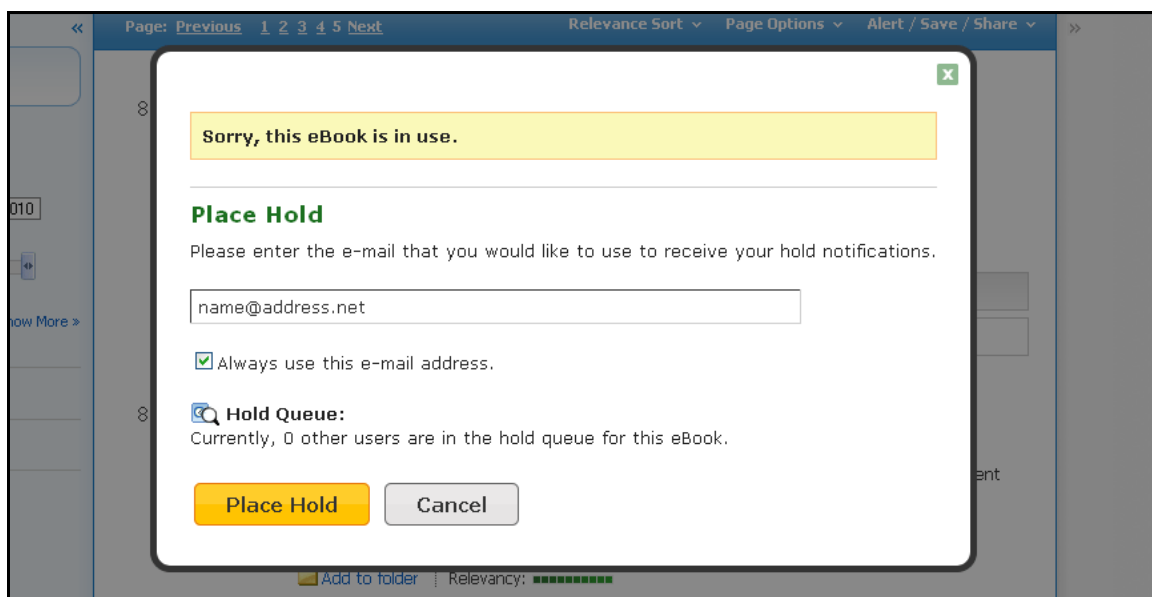 «
Page: Previous 1 2 3 4 5 Next
Relevance Sort
Page Options
Alert / Save / Share
»
8
X
Sorry, this eBook is in use.
010
Place Hold
Please enter the e-mail that you would like to use to receive your hold notifications.
name@address.net
how More »
Always use this e-mail address.
8
Hold Queue:
Currently, 0 other users are in the hold queue for this eBook.
ent
Place Hold
Cancel
Add to folder
Relevancy: